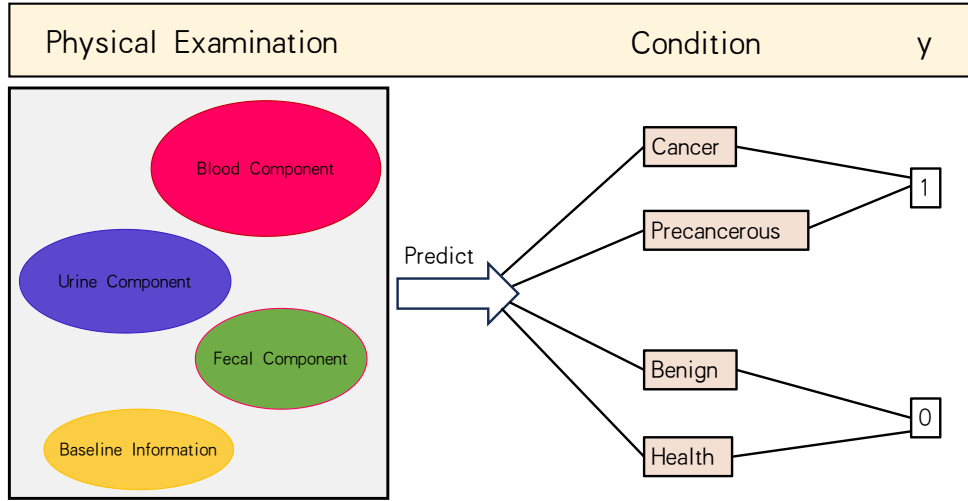 Physical Examination
Condition
y
Blood Component
Urine Component
Fecal Component
Baseline Information
Predict
Cancer
Precancerous
Benign
Health
1
0